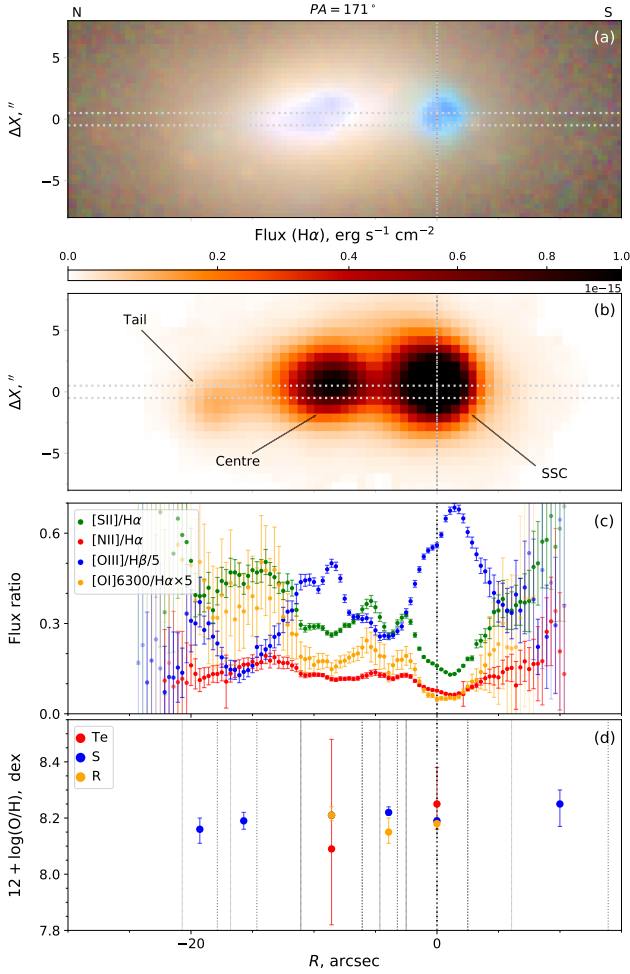 N PA = 171° S
(a)
ΔX, ″
0
−5
Flux (Hα), erg s⁻¹ cm⁻²
0.0 0.2 0.4 0.6 0.8 1.0
1e−15
(b)
Tail
Centre
SSC
ΔX, ″
5
0
−5
(c)
[SII]/Hα
[NII]/Hα
[OIII]/Hβ/5
[OI]6300/Hα×5
Flux ratio
0.6
0.3
0.0
(d)
Te
S
R
12 + log(O/H), dex
8.4
8.2
8.0
7.8
−20 0
R, arcsec